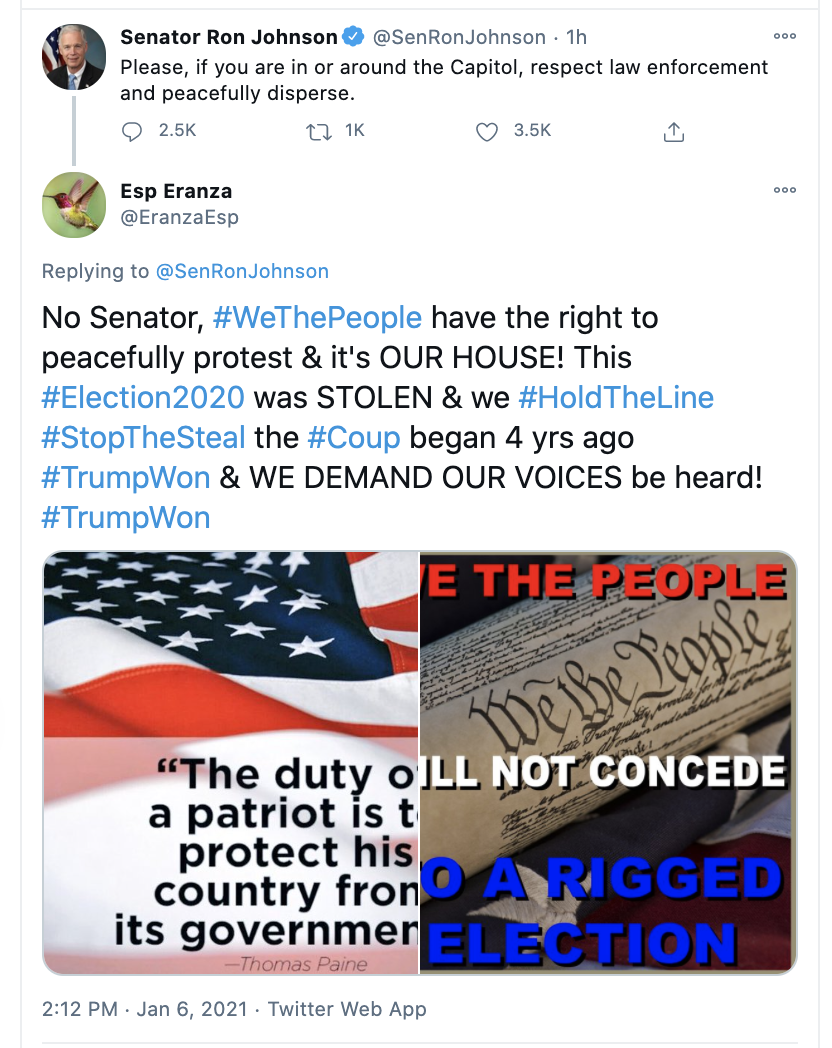 Senator Ron Johnson @SenRonJohnson · 1h
Please, if you are in or around the Capitol, respect law enforcement
and peacefully disperse.
2.5K 1K 3.5K
Esp Eranza
@EranzaEsp
Replying to @SenRonJohnson
No Senator, #WeThePeople have the right to
peacefully protest & it's OUR HOUSE! This
#Election2020 was STOLEN & we #HoldTheLine
#StopTheSteal the #Coup began 4 yrs ago
#TrumpWon & WE DEMAND OUR VOICES be heard!
#TrumpWon
“The duty o
a patriot is t
protect his
country from
its governmen
—Thomas Paine
E THE PEOPLE
We the People
ILL NOT CONCEDE
O A RIGGED
ELECTION
2:12 PM · Jan 6, 2021 · Twitter Web App